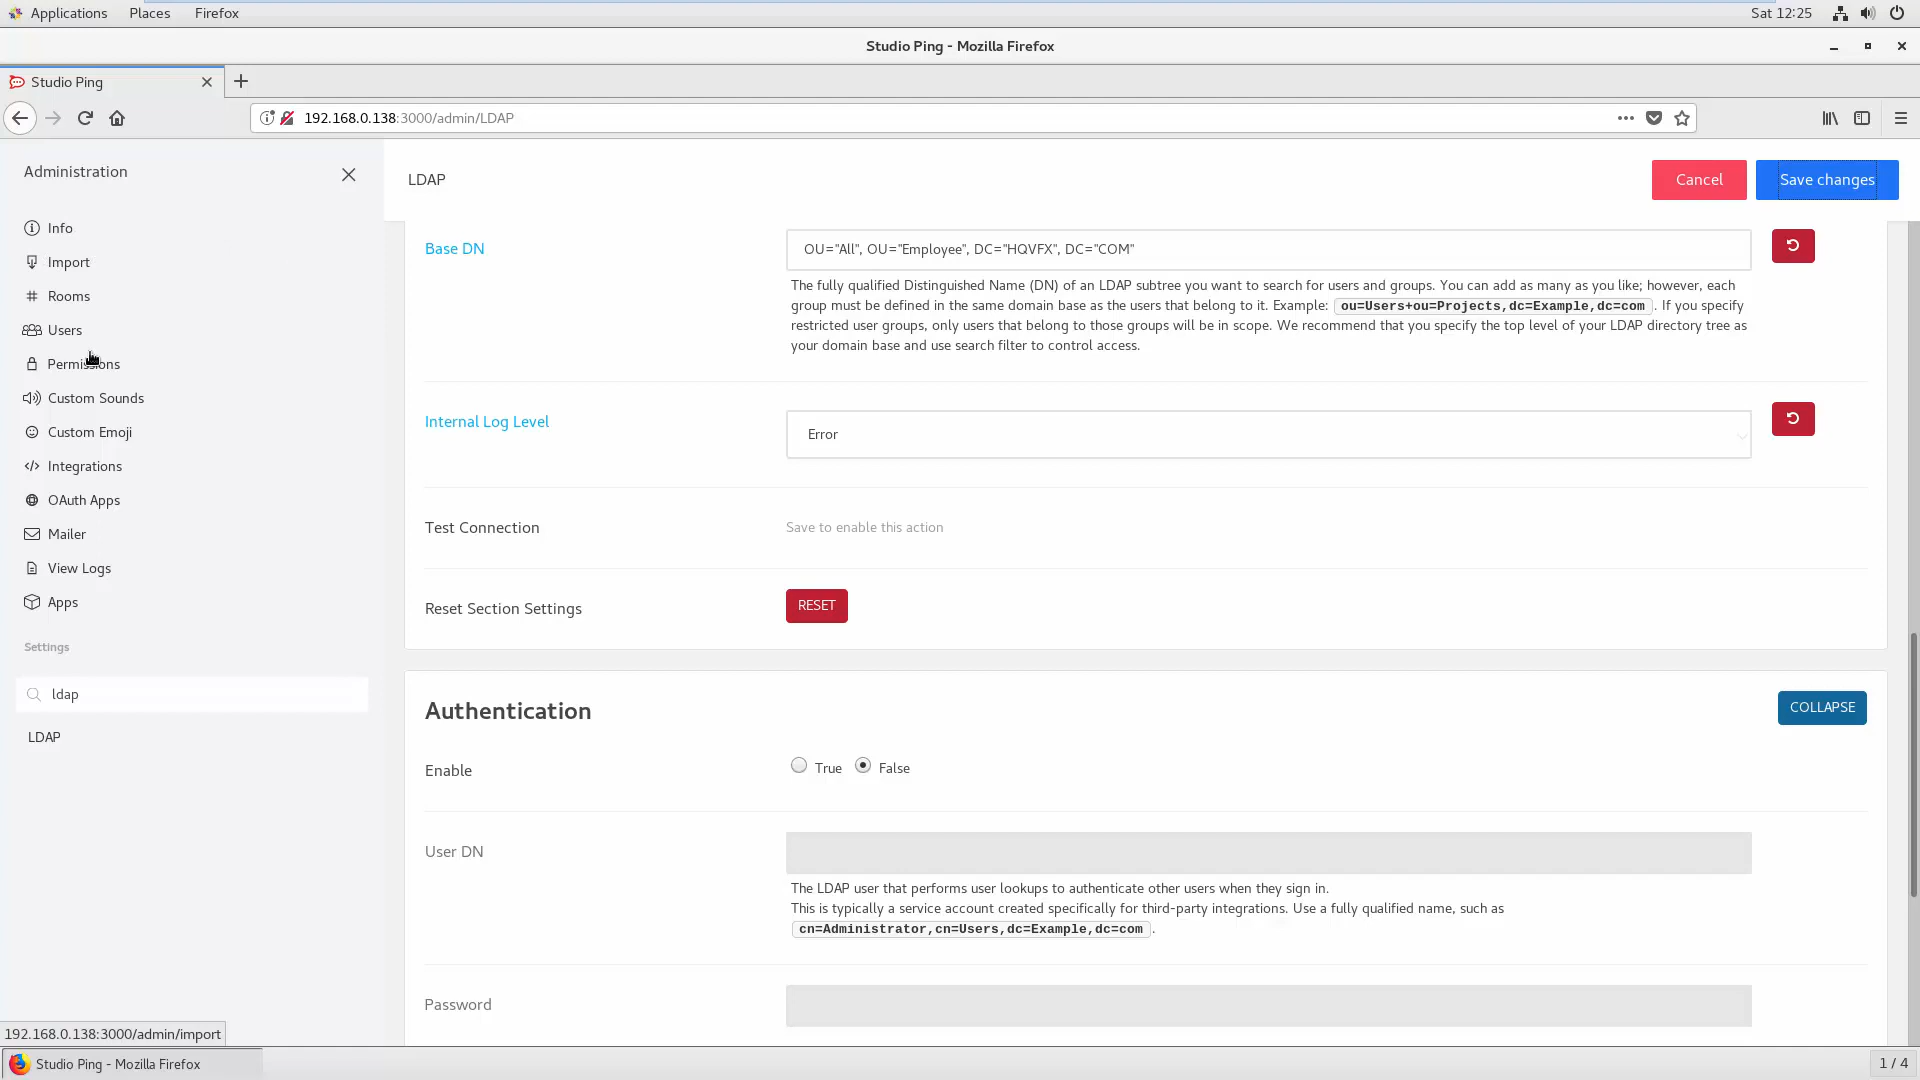 Applications Places Firefox Sat 12:25
Studio Ping - Mozilla Firefox
Studio Ping
192.168.0.138:3000/admin/LDAP
Administration
Info
Import
Rooms
Users
Permissions
Custom Sounds
Custom Emoji
Integrations
OAuth Apps
Mailer
View Logs
Apps
Settings
ldap
LDAP
192.168.0.138:3000/admin/import
LDAP
Cancel
Save changes
Base DN
OU="All", OU="Employee", DC="HQVFX", DC="COM"
The fully qualified Distinguished Name (DN) of an LDAP subtree you want to search for users and groups. You can add as many as you like; however, each
group must be defined in the same domain base as the users that belong to it. Example: ou=Users+ou=Projects,dc=Example,dc=com . If you specify
restricted user groups, only users that belong to those groups will be in scope. We recommend that you specify the top level of your LDAP directory tree as
your domain base and use search filter to control access.
Internal Log Level
Error
Test Connection
Save to enable this action
Reset Section Settings
RESET
Authentication
COLLAPSE
Enable
True False
User DN
The LDAP user that performs user lookups to authenticate other users when they sign in.
This is typically a service account created specifically for third-party integrations. Use a fully qualified name, such as
cn=Administrator,cn=Users,dc=Example,dc=com .
Password
Studio Ping - Mozilla Firefox
1 / 4